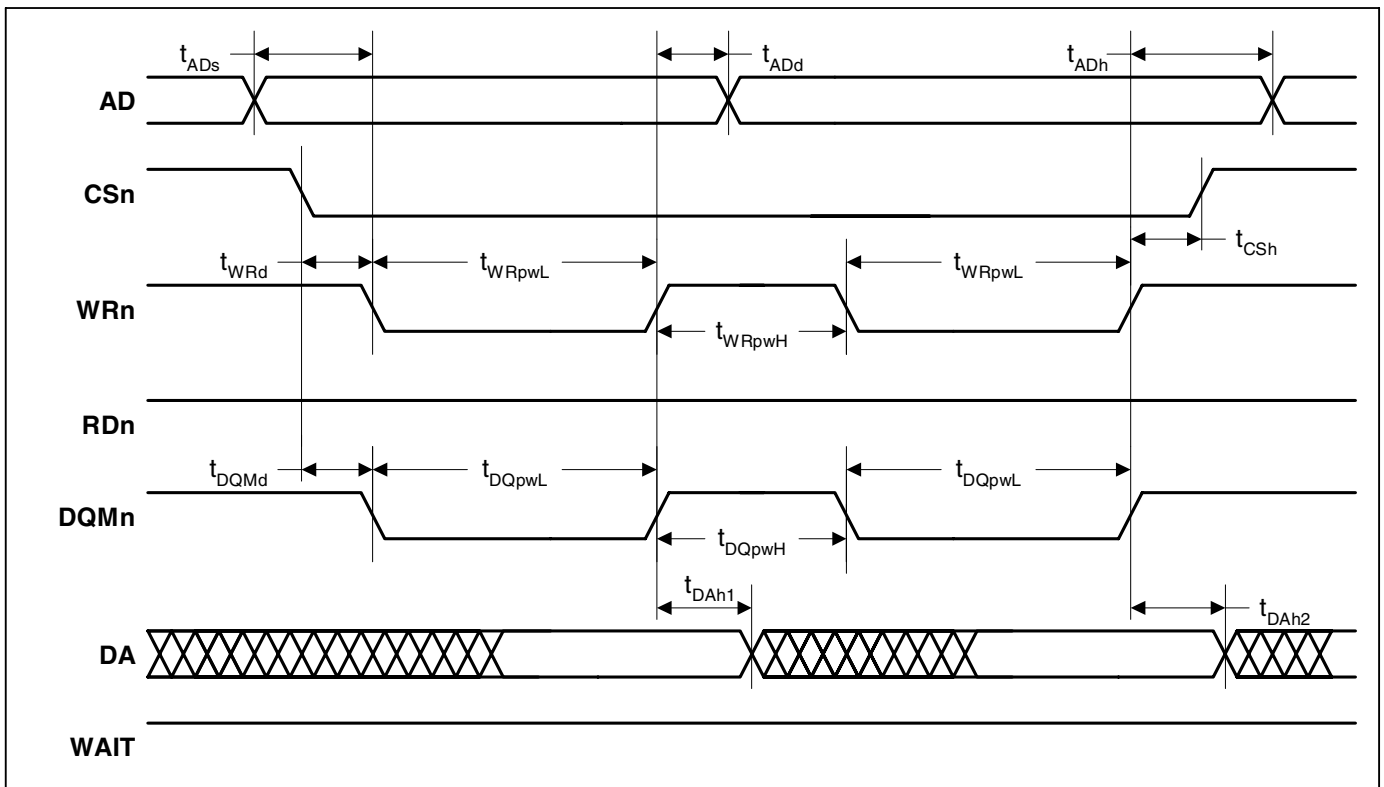 tADs
tADd
tADh
AD
CSn
tWRd
tWRpwL
tWRpwL
tCSh
WRn
tWRpwH
RDn
tDQMd
tDQpwL
tDQpwL
DQMn
tDQpwH
tDAh1
tDAh2
DA
WAIT